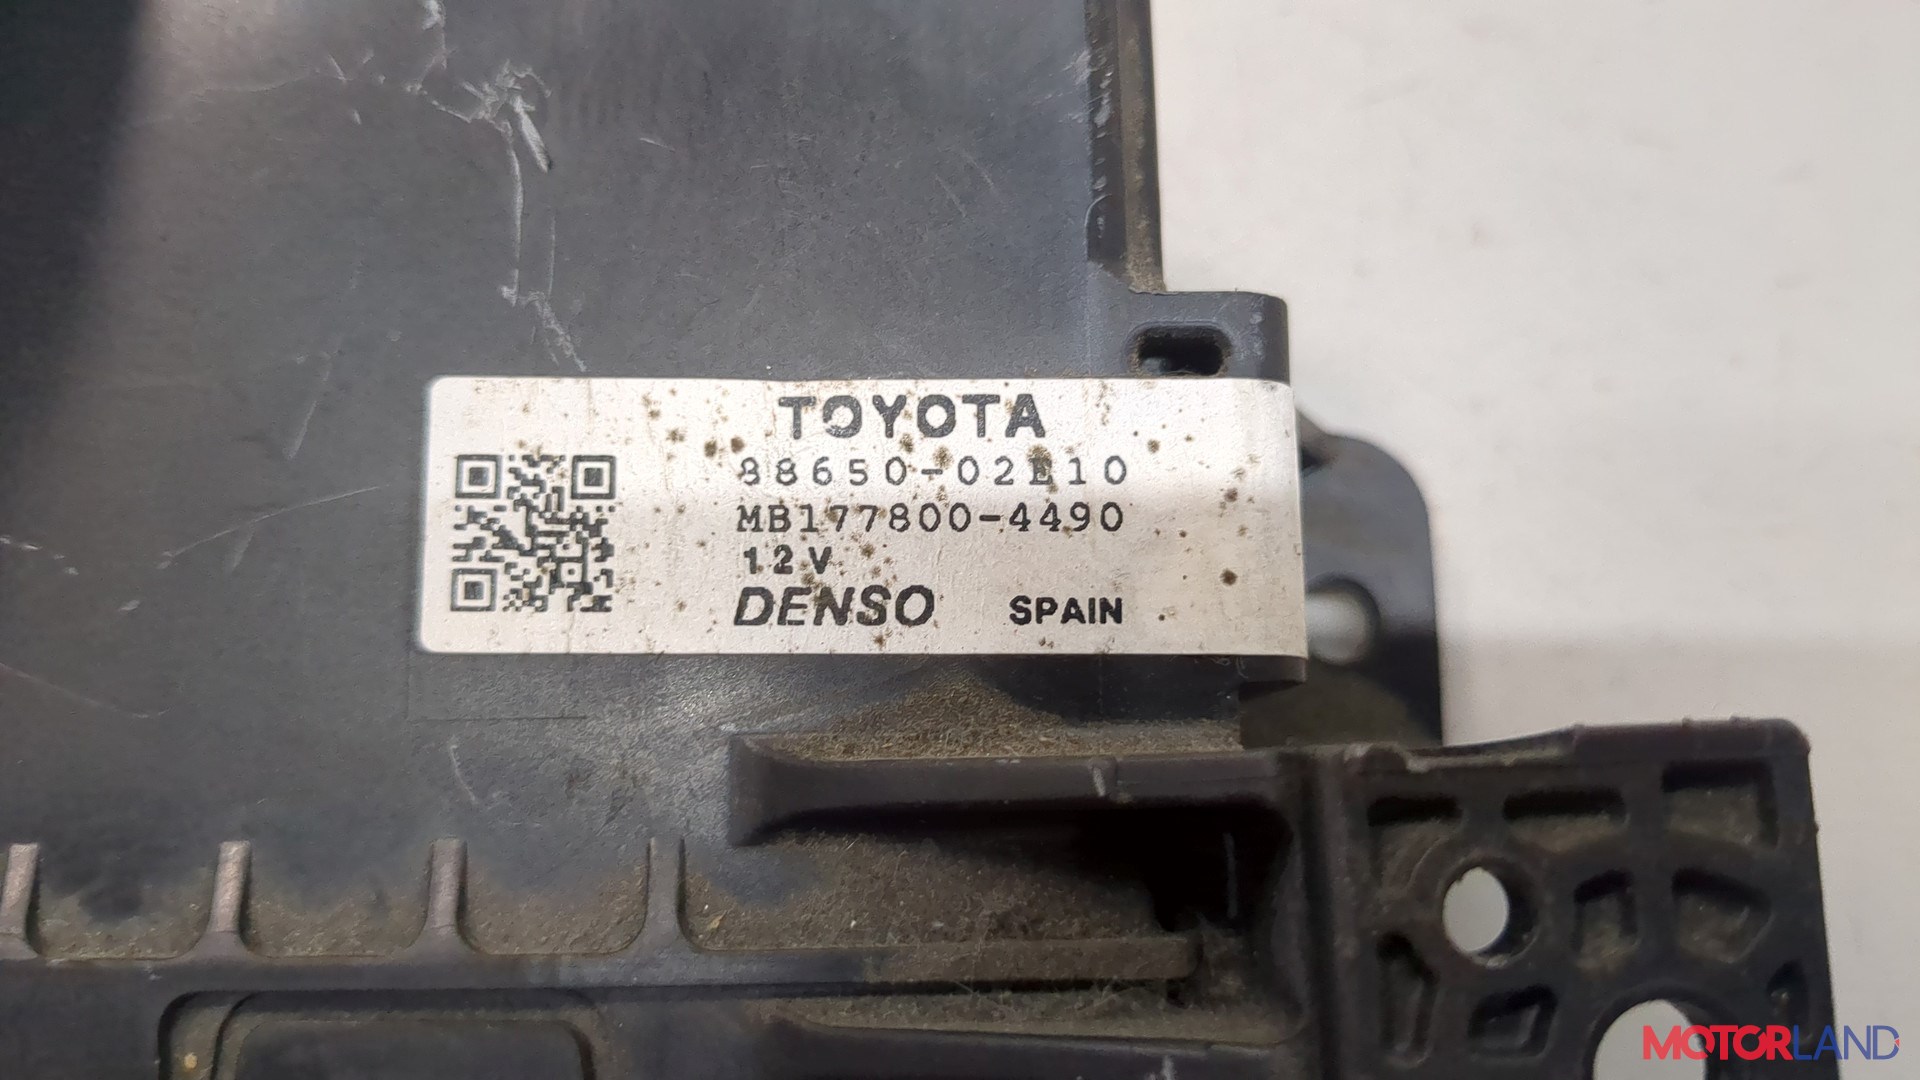 TOYOTA
88650-02E10
MB177800-4490
12V
DENSO SPAIN
MOTORLAND